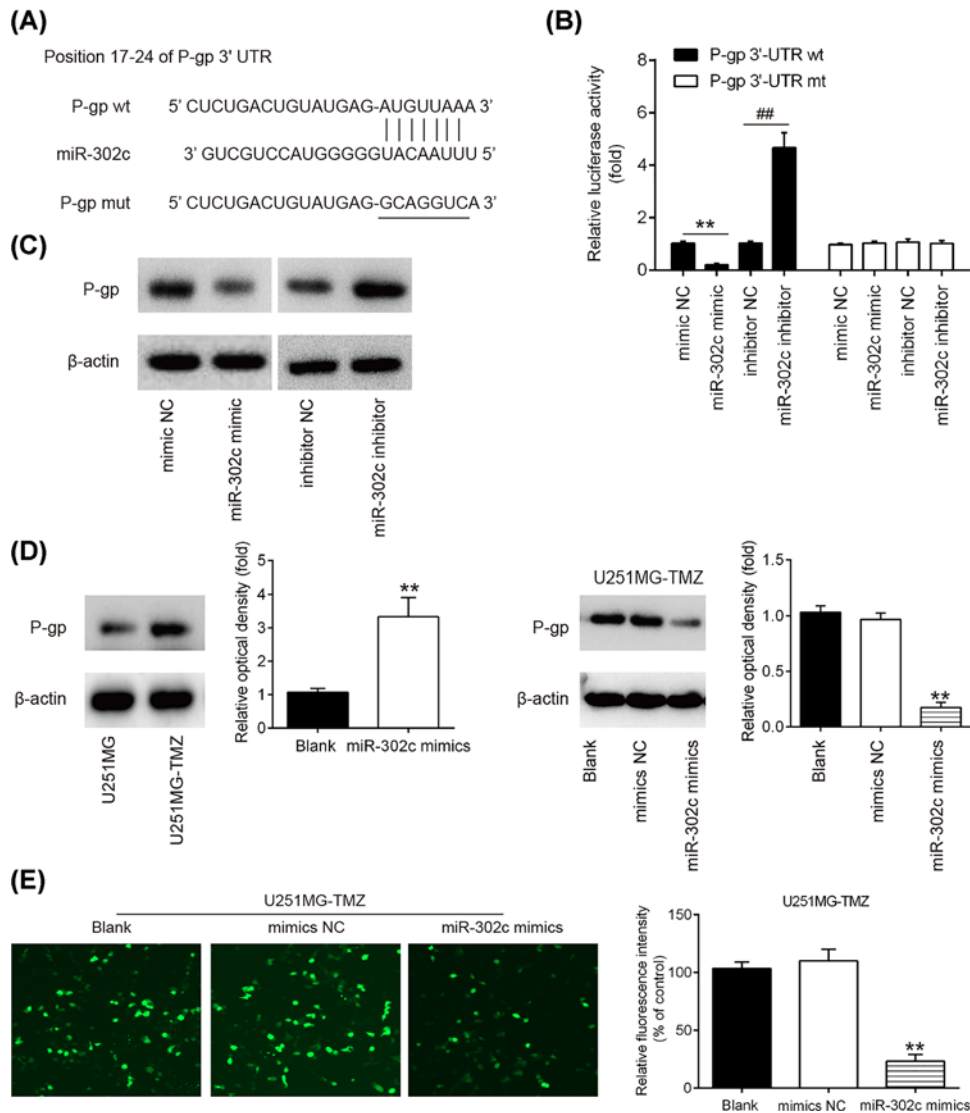 (A)
Position 17-24 of P-gp 3' UTR
P-gp wt 5' CUCUGACUGUAUGAG-AUGUUAAA 3'
miR-302c 3' GUCGUCCAUGGGGGUACAAUUU 5'
P-gp mut 5' CUCUGACUGUAUGAG-GCAGGUCA 3'
(B)
P-gp 3'-UTR wt
P-gp 3'-UTR mt
Relative luciferase activity
(fold)
8
6
4
2
0
**
##
mimic NC
miR-302c mimic
inhibitor NC
miR-302c inhibitor
mimic NC
miR-302c mimic
inhibitor NC
miR-302c inhibitor
(C)
P-gp
β-actin
mimic NC
miR-302c mimic
inhibitor NC
miR-302c inhibitor
(D)
P-gp
β-actin
U251MG
U251MG-TMZ
Relative optical density (fold)
5
4
3
2
1
0
**
Blank
miR-302c mimics
U251MG-TMZ
P-gp
β-actin
Blank
mimics NC
miR-302c mimics
Relative optical density (fold)
1.5
1.0
0.5
0.0
**
Blank
mimics NC
miR-302c mimics
(E)
U251MG-TMZ
Blank mimics NC miR-302c mimics
U251MG-TMZ
Relative fluorescence intensity
(% of control)
150
100
50
0
**
Blank mimics NC miR-302c mimics